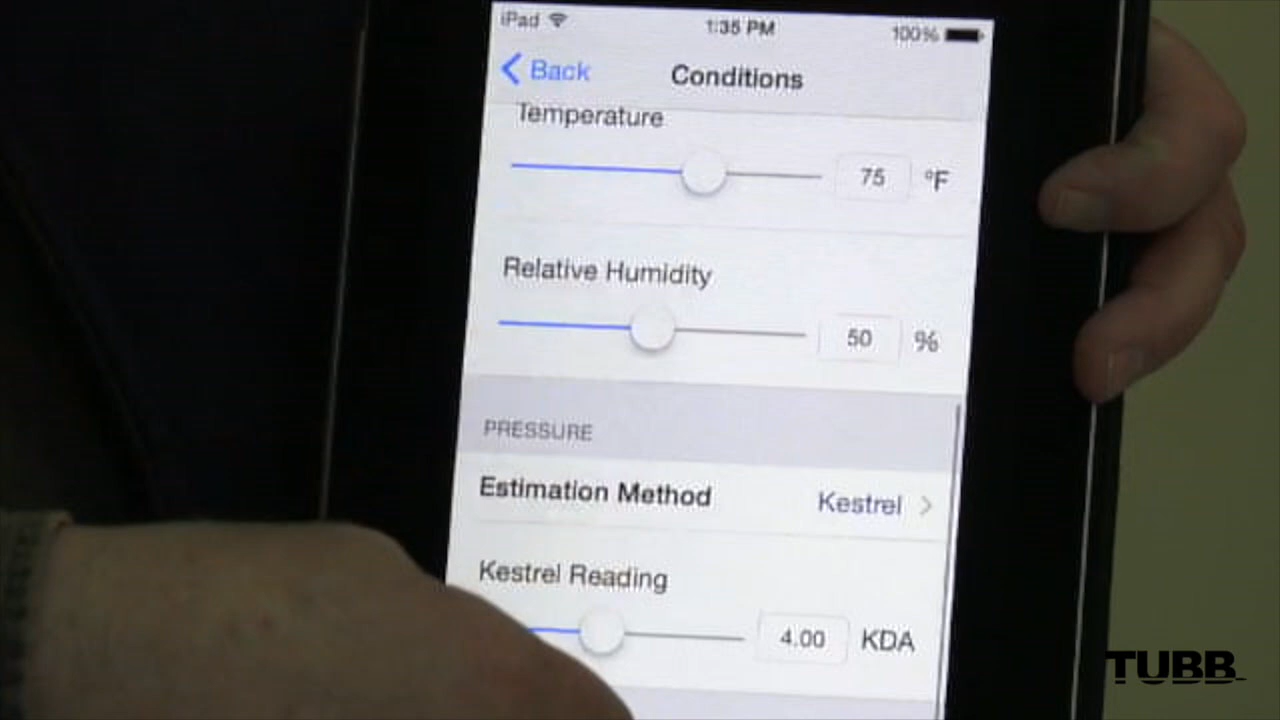 iPad 1:35 PM 100%
Back Conditions
Temperature
75 °F
Relative Humidity
50 %
PRESSURE
Estimation Method Kestrel
Kestrel Reading
4.00 KDA
TUBB